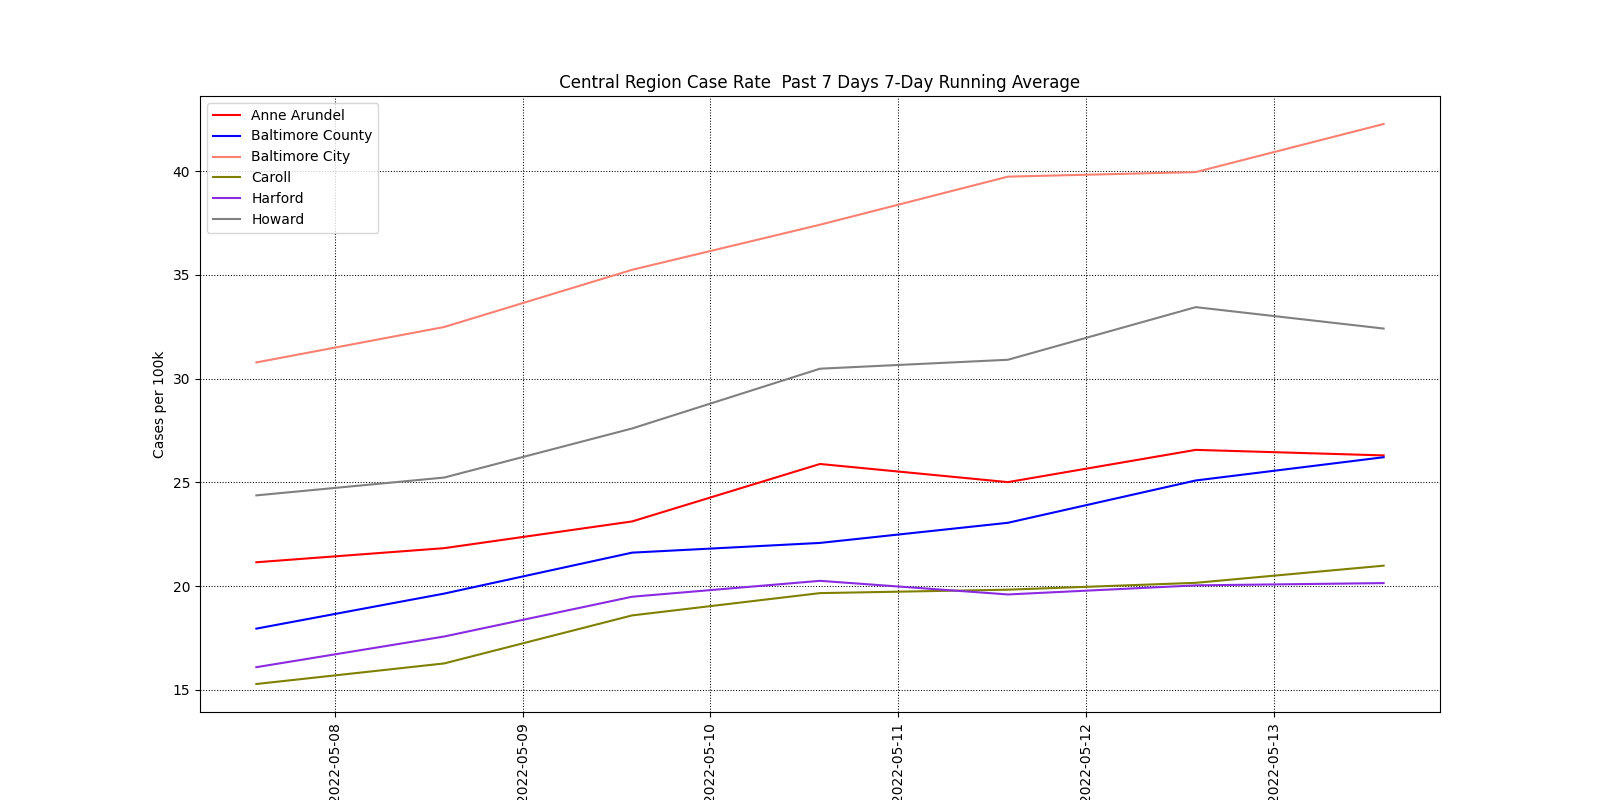 Central Region Case Rate  Past 7 Days 7-Day Running Average
Anne Arundel
Baltimore County
Baltimore City
Caroll
Harford
Howard
Cases per 100k
40
35
30
25
20
15
2022-05-08
2022-05-09
2022-05-10
2022-05-11
2022-05-12
2022-05-13